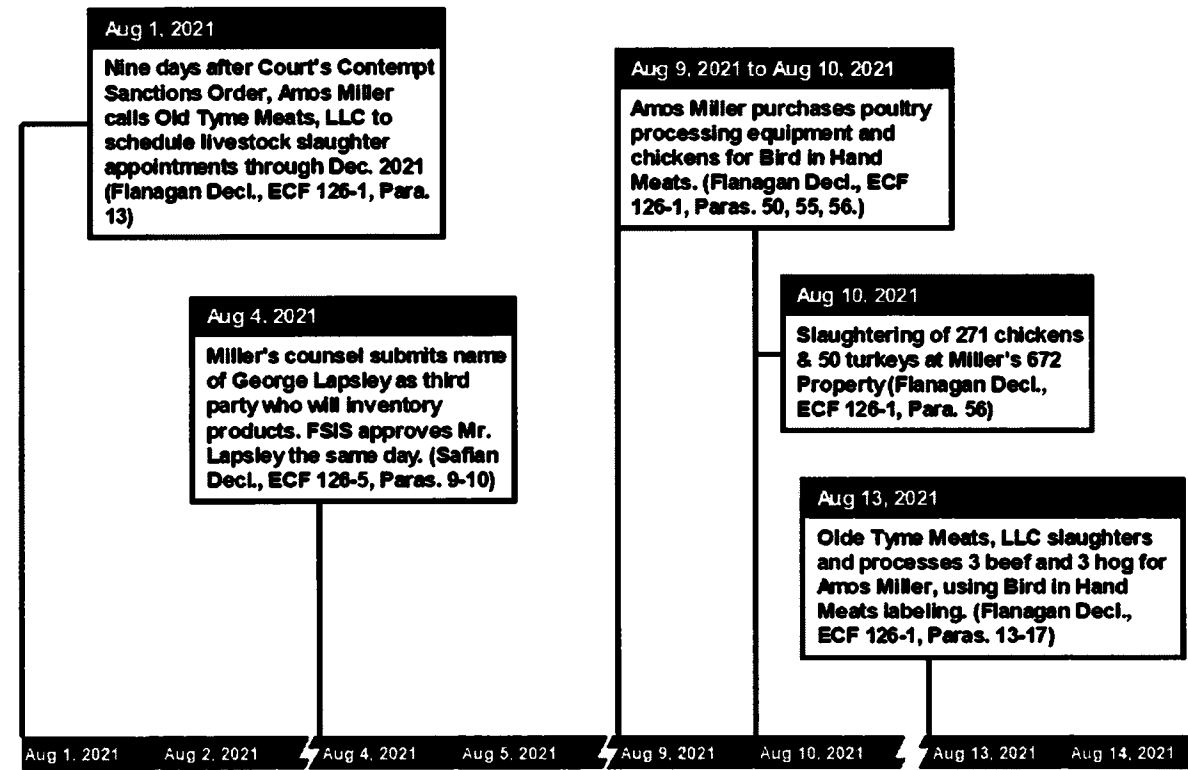 Aug 1, 2021
Nine days after Court's Contempt
Sanctions Order, Amos Miller
calls Old Tyme Meats, LLC to
schedule livestock slaughter
appointments through Dec. 2021
(Flanagan Decl., ECF 126-1, Para.
13)
Aug 4, 2021
Miller's counsel submits name
of George Lapsley as third
party who will inventory
products. FSIS approves Mr.
Lapsley the same day. (Safian
Decl., ECF 126-5, Paras. 9-10)
Aug 9, 2021 to Aug 10, 2021
Amos Miller purchases poultry
processing equipment and
chickens for Bird in Hand
Meats. (Flanagan Decl., ECF
126-1, Paras. 50, 55, 56.)
Aug 10, 2021
Slaughtering of 271 chickens
& 50 turkeys at Miller's 672
Property (Flanagan Decl.,
ECF 126-1, Para. 56)
Aug 13, 2021
Olde Tyme Meats, LLC slaughters
and processes 3 beef and 3 hog for
Amos Miller, using Bird in Hand
Meats labeling. (Flanagan Decl.,
ECF 126-1, Paras. 13-17)
Aug 1, 2021 Aug 2, 2021 Aug 4, 2021 Aug 5, 2021 Aug 9, 2021 Aug 10, 2021 Aug 13, 2021 Aug 14, 2021